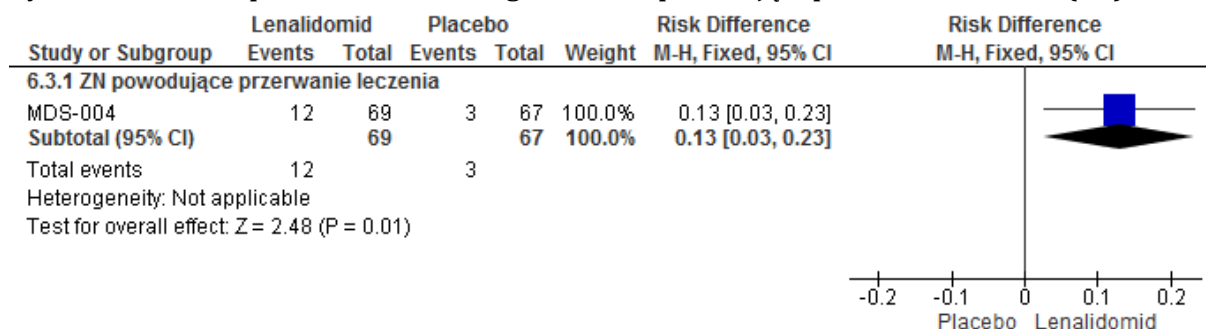 Lenalidomid Placebo Risk Difference Risk Difference
Study or Subgroup Events Total Events Total Weight M-H, Fixed, 95% CI M-H, Fixed, 95% CI
6.3.1 ZN powodujące przerwanie leczenia
MDS-004 12 69 3 67 100.0% 0.13 [0.03, 0.23]
Subtotal (95% CI) 69 67 100.0% 0.13 [0.03, 0.23]
Total events 12 3
Heterogeneity: Not applicable
Test for overall effect: Z = 2.48 (P = 0.01)
-0.2 -0.1 0 0.1 0.2
Placebo Lenalidomid